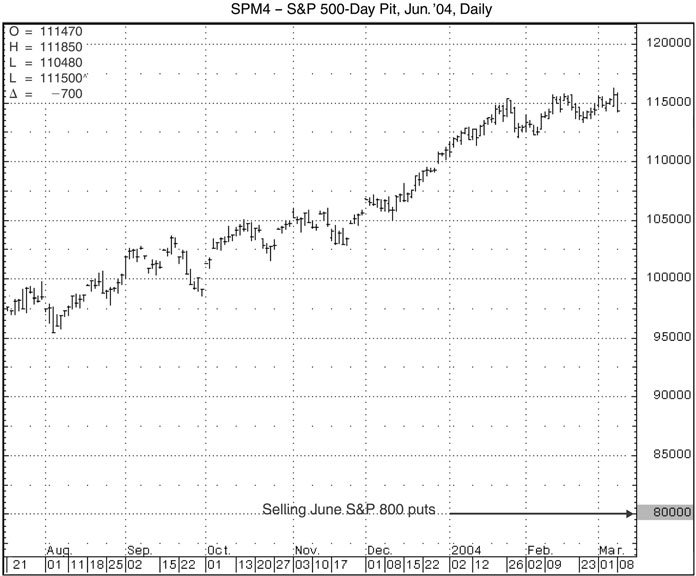 SPM4 – S&P 500-Day Pit, Jun. '04, Daily
O = 111470
H = 111850
L = 110480
L = 111500^
Δ = −700
120000
115000
110000
105000
100000
95000
90000
85000
80000
Selling June S&P 800 puts
Aug. Sep. Oct. Nov. Dec. 2004 Feb. Mar.
21 01 11 18 25 02 15 22 01 13 20 27 03 10 17 01 08 15 22 02 12 26 02 09 23 01 08